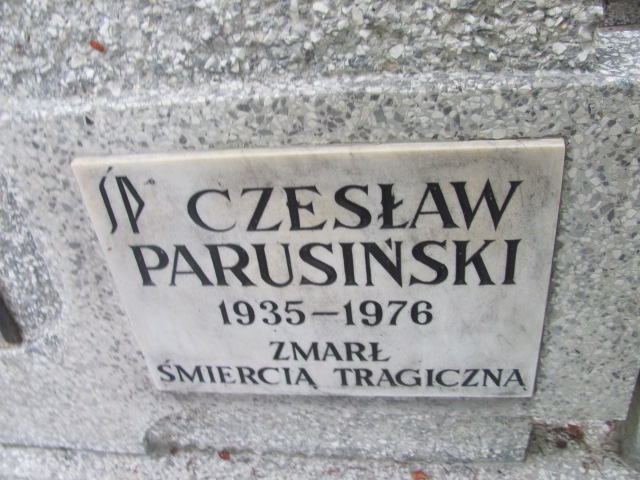 ŚP CZESŁAW
PARUSIŃSKI
1935–1976
ZMARŁ
ŚMIERCIĄ TRAGICZNĄ